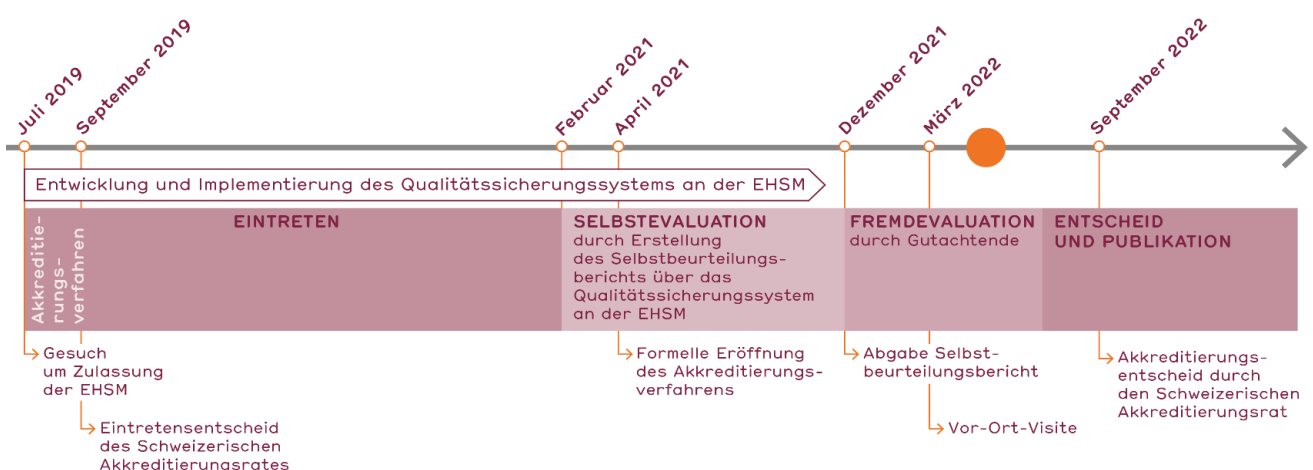 Juli 2019
September 2019
Februar 2021
April 2021
Dezember 2021
März 2022
September 2022
Entwicklung und Implementierung des Qualitätssicherungssystems an der EHSM
Akkreditie-
rungs-
verfahren
EINTRETEN
SELBSTEVALUATION
durch Erstellung
des Selbstbeurteilungs-
berichts über das
Qualitätssicherungssystem
an der EHSM
FREMDEVALUATION
durch Gutachtende
ENTSCHEID
UND PUBLIKATION
Gesuch
um Zulassung
der EHSM
Eintretensentscheid
des Schweizerischen
Akkreditierungsrates
Formelle Eröffnung
des Akkreditierungs-
verfahrens
Abgabe Selbst-
beurteilungsbericht
Vor-Ort-Visite
Akkreditierungs-
entscheid durch
den Schweizerischen
Akkreditierungsrat